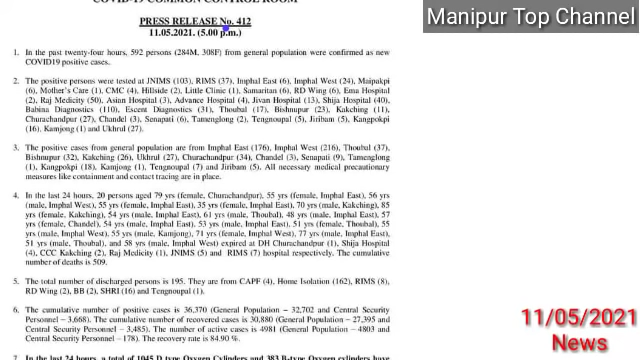 COVID-19 COMMON CONTROL ROOM
PRESS RELEASE No. 412
11.05.2021. (5.00 p.m.)
Manipur Top Channel
1. In the past twenty-four hours, 592 persons (284M, 308F) from general population were confirmed as new
COVID19 positive cases.
2. The positive persons were tested at JNIMS (103), RIMS (37), Imphal East (6), Imphal West (24), Maipakpi
(6), Mother's Care (1), CMC (4), Hillside (2), Little Clinic (1), Samaritan (6), RD Wing (6), Ema Hospital
(2), Raj Medicity (50), Asian Hospital (3), Advance Hospital (4), Jivan Hospital (13), Shija Hospital (40),
Babina Diagnostics (110), Escent Diagnostics (31), Thoubal (17), Bishnupur (23), Kakching (11),
Churachandpur (27), Chandel (3), Senapati (6), Tamenglong (2), Tengnoupal (5), Jiribam (5), Kangpokpi
(16), Kamjong (1) and Ukhrul (27).
3. The positive cases from general population are from Imphal East (176), Imphal West (216), Thoubal (37),
Bishnupur (32), Kakching (26), Ukhrul (27), Churachandpur (34), Chandel (3), Senapati (9), Tamenglong
(1), Kangpokpi (18), Kamjong (1), Tengnoupal (7) and Jiribam (5). All necessary medical precautionary
measures like containment and contact tracing are in place.
4. In the last 24 hours, 20 persons aged 79 yrs (female, Churachandpur), 55 yrs (female, Imphal East), 56 yrs
(male, Imphal West), 55 yrs (female, Imphal East), 35 yrs (female, Imphal East), 70 yrs (male, Kakching), 85
yrs (female, Kakching), 54 yrs (male, Imphal East), 61 yrs (male, Thoubal), 48 yrs (male, Imphal East), 57
yrs (female, Chandel), 54 yrs (male, Imphal East), 53 yrs (male, Imphal East), 51 yrs (female, Thoubal), 55
yrs (male, Imphal West), 55 yrs (male, Kamjong), 71 yrs (female, Imphal West), 77 yrs (male, Imphal East),
51 yrs (male, Thoubal), and 58 yrs (male, Imphal West) expired at DH Churachandpur (1), Shija Hospital
(4), CCC Kakching (2), Raj Medicity (1), JNIMS (5) and RIMS (7) hospital respectively. The cumulative
number of deaths is 509.
5. The total number of discharged persons is 195. They are from CAPF (4), Home Isolation (162), RIMS (8),
RD Wing (2), BB (2), SHRI (16) and Tengnoupal (1).
6. The cumulative number of positive cases is 36,370 (General Population – 32,702 and Central Security
Personnel – 3,668). The cumulative number of recovered cases is 30,880 (General Population - 27,395 and
Central Security Personnel – 3,485). The number of active cases is 4981 (General Population – 4803 and
Central Security Personnel –178). The recovery rate is 84.90 %.
7. In the last 24 hours, a total of 1045 D type Oxygen Cylinders and 383 B-type Oxygen cylinders have
11/05/2021
News